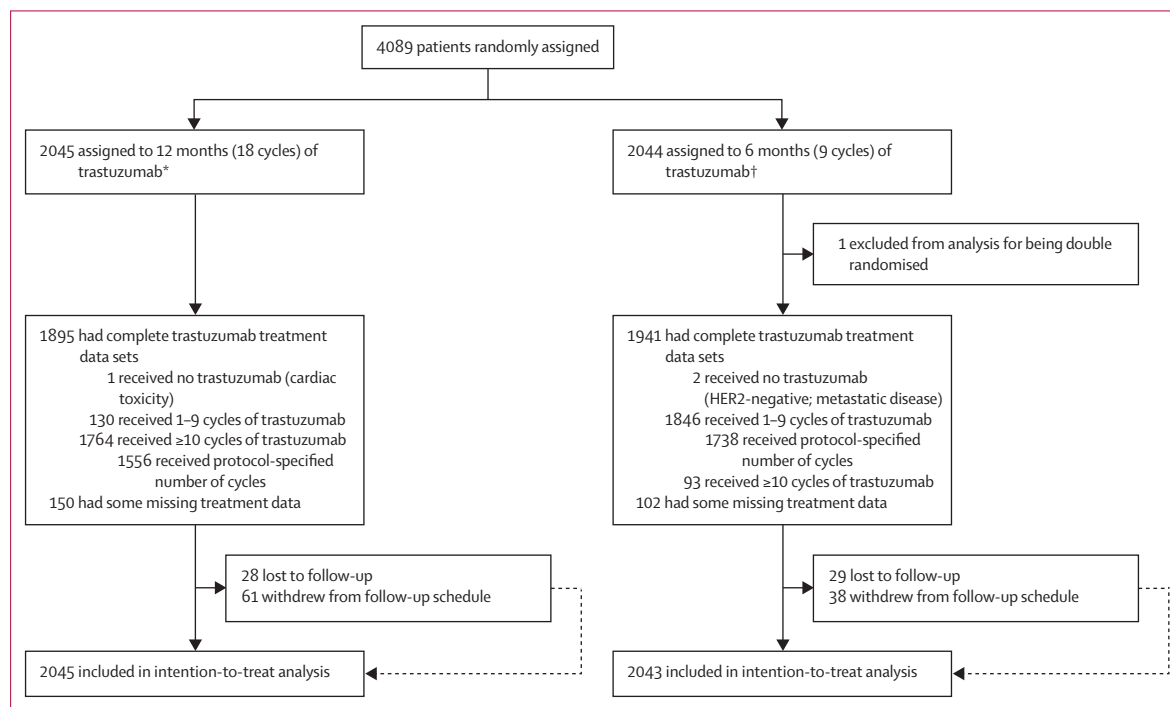 4089 patients randomly assigned
2045 assigned to 12 months (18 cycles) of
trastuzumab*
2044 assigned to 6 months (9 cycles) of
trastuzumab†
1 excluded from analysis for being double
randomised
1895 had complete trastuzumab treatment
data sets
1 received no trastuzumab (cardiac
toxicity)
130 received 1–9 cycles of trastuzumab
1764 received ≥10 cycles of trastuzumab
1556 received protocol-specified
number of cycles
150 had some missing treatment data
1941 had complete trastuzumab treatment
data sets
2 received no trastuzumab
(HER2-negative; metastatic disease)
1846 received 1–9 cycles of trastuzumab
1738 received protocol-specified
number of cycles
93 received ≥10 cycles of trastuzumab
102 had some missing treatment data
28 lost to follow-up
61 withdrew from follow-up schedule
29 lost to follow-up
38 withdrew from follow-up schedule
2045 included in intention-to-treat analysis
2043 included in intention-to-treat analysis